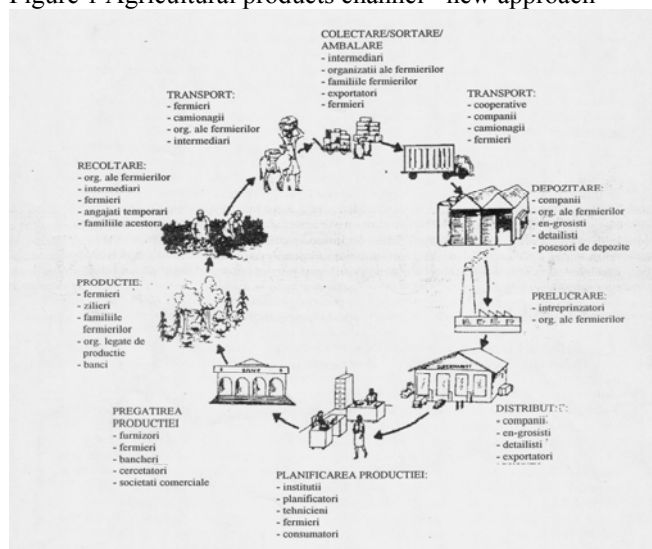 Figure 1 Agricultural products channel - new approach
COLECTARE/SORTARE/
AMBALARE
- intermediari
- organizatii ale fermierilor
- familiile fermierilor
- exportatori
- fermieri
TRANSPORT:
- fermieri
- camionagii
- org. ale fermierilor
- intermediari
TRANSPORT:
- cooperative
- companii
- camionagii
- fermieri
RECOLTARE:
- org. ale fermierilor
- intermediari
- fermieri
- angajati temporari
- familiile acestora
DEPOZITARE:
- companii
- org. ale fermierilor
- en-grosisti
- detailisti
- posesori de depozite
PRODUCTIE:
- fermieri
- zilieri
- familiile
fermierilor
- org. legate de
productie
- banci
PRELUCRARE:
- intreprinzatori
- org. ale fermierilor
BANK
SUPERMARKET
PREGATIREA
PRODUCTIEI
- furnizori
- fermieri
- bancheri
- cercetatori
- societati comerciale
- companii
- en-grosisti
- detailisti
- exportatori
PLANIFICAREA PRODUCTIEI:
- institutii
- planificatori
- tehnicieni
- fermieri
- consumatori